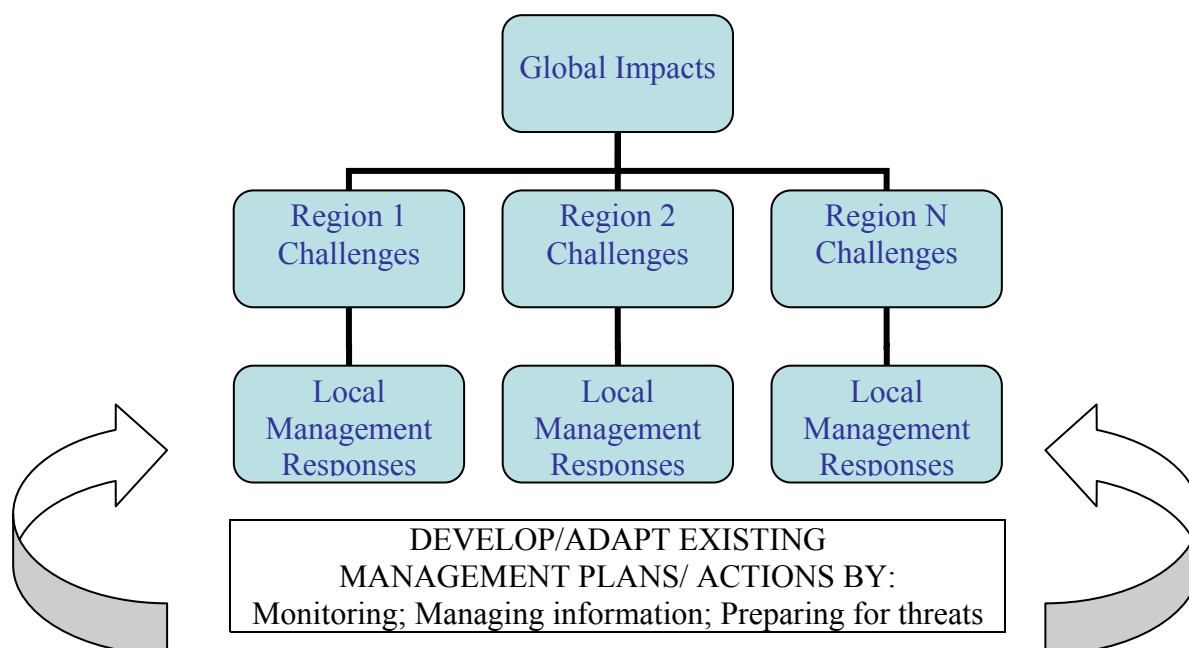 Global Impacts
Region 1
Challenges
Region 2
Challenges
Region N
Challenges
Local
Management
Responses
Local
Management
Responses
Local
Management
Responses
DEVELOP/ADAPT EXISTING
MANAGEMENT PLANS/ ACTIONS BY:
Monitoring; Managing information; Preparing for threats